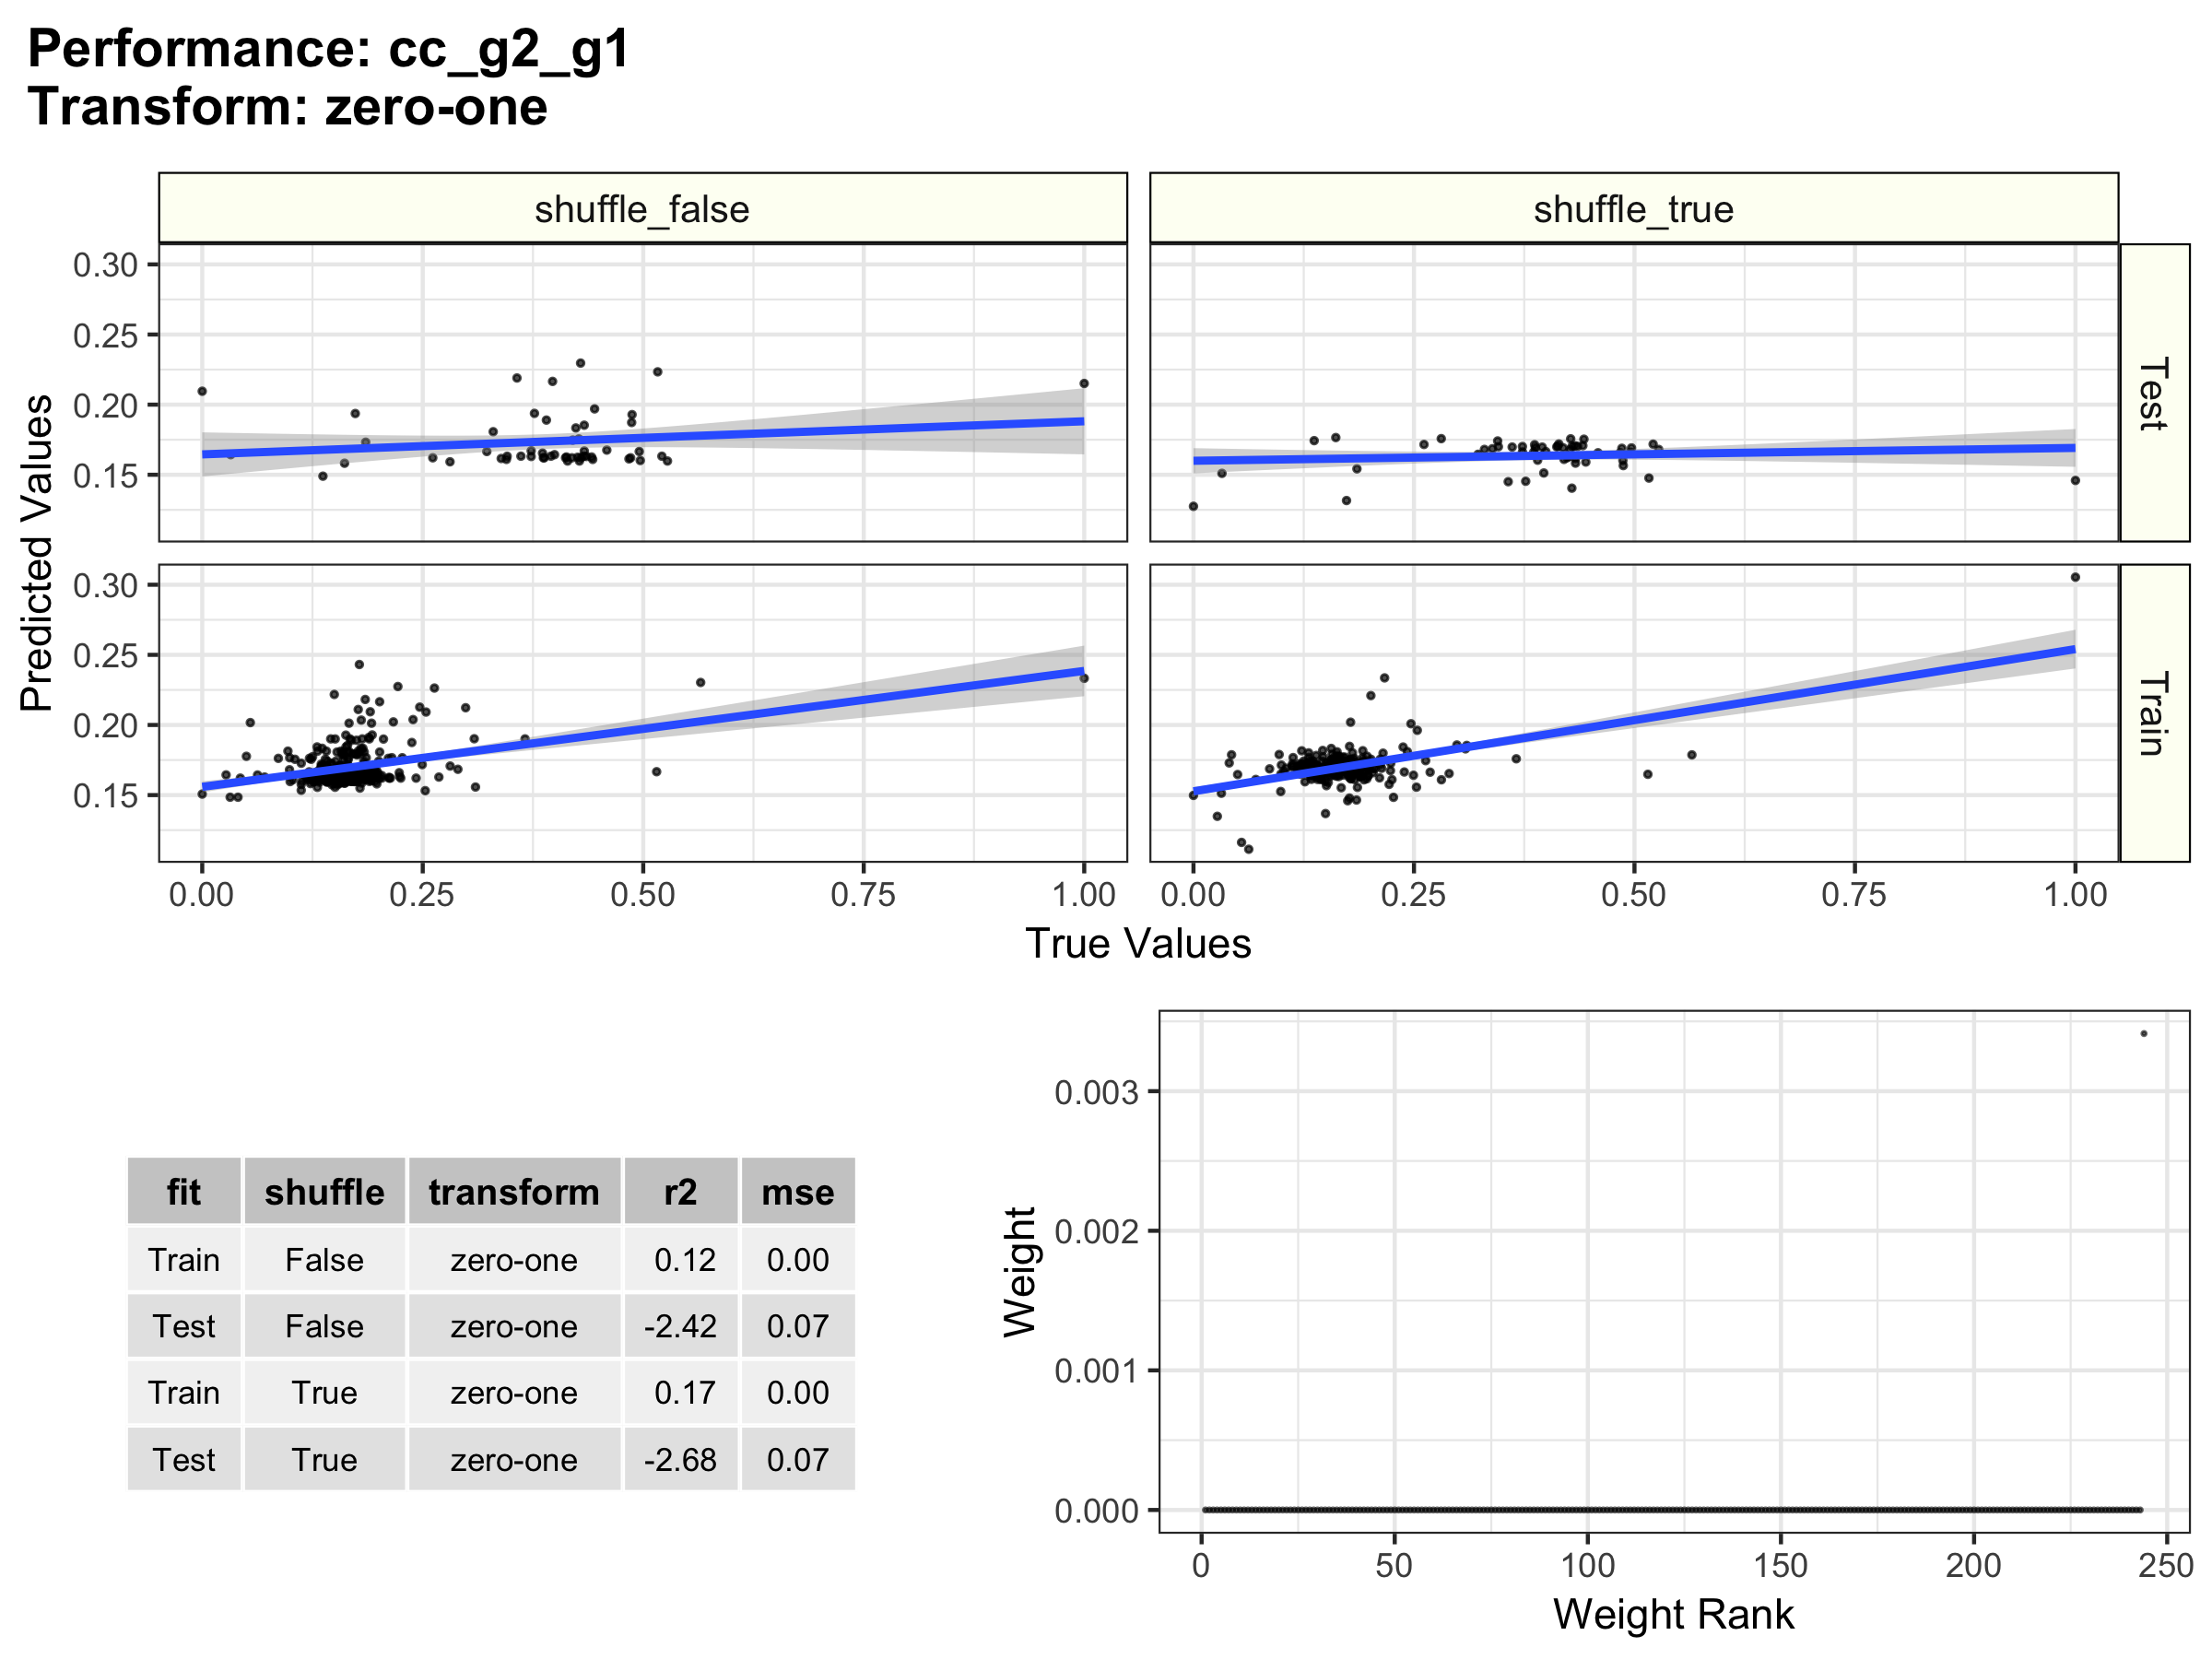 Performance: cc_g2_g1
Transform: zero-one
shuffle_false
shuffle_true
0.30
0.25
0.20
0.15
Test
0.30
0.25
0.20
0.15
Train
Predicted Values
0.00 0.25 0.50 0.75 1.00
0.00 0.25 0.50 0.75 1.00
True Values
fit shuffle transform r2 mse
Train False zero-one 0.12 0.00
Test False zero-one -2.42 0.07
Train True zero-one 0.17 0.00
Test True zero-one -2.68 0.07
Weight
0.003
0.002
0.001
0.000
0 50 100 150 200 250
Weight Rank